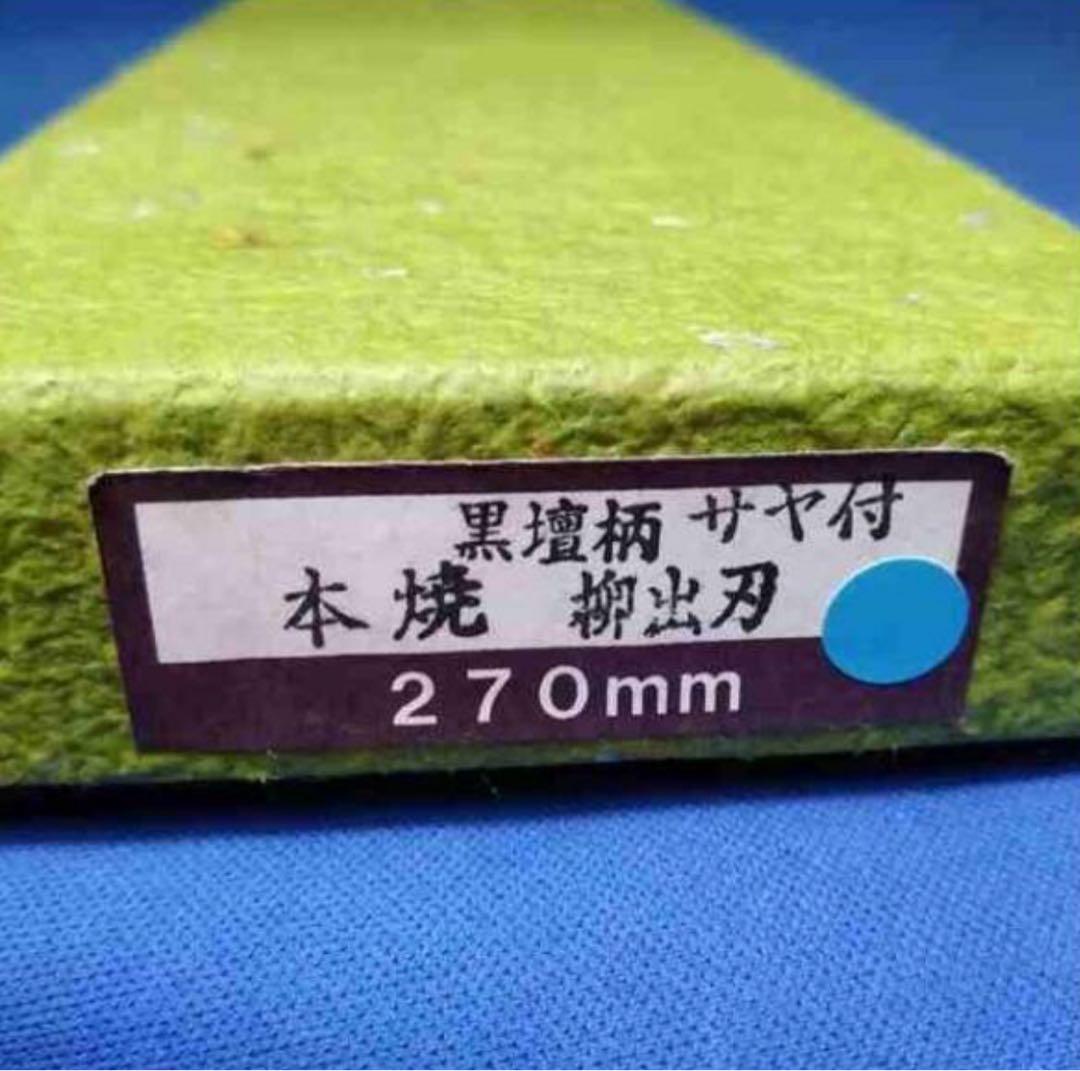 黒壇柄 サヤ付
本焼 柳出刃
270mm